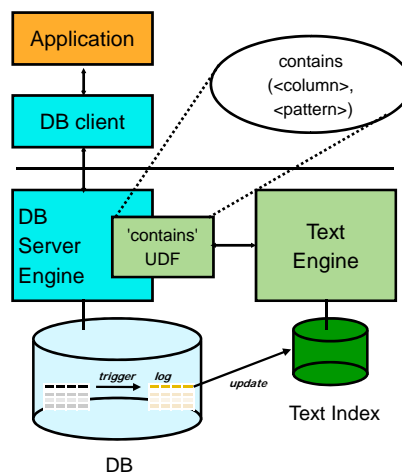 Application
contains
(<column>,
<pattern>)
DB client
DB
Server
Engine
'contains'
UDF
Text
Engine
trigger
log
update
Text Index
DB